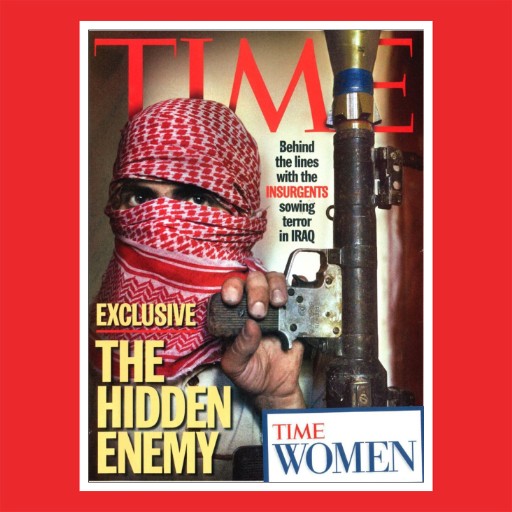 TIME
Behind
the lines
with the
INSURGENTS
sowing
terror
in IRAQ
EXCLUSIVE
THE
HIDDEN
ENEMY
TIME
WOMEN